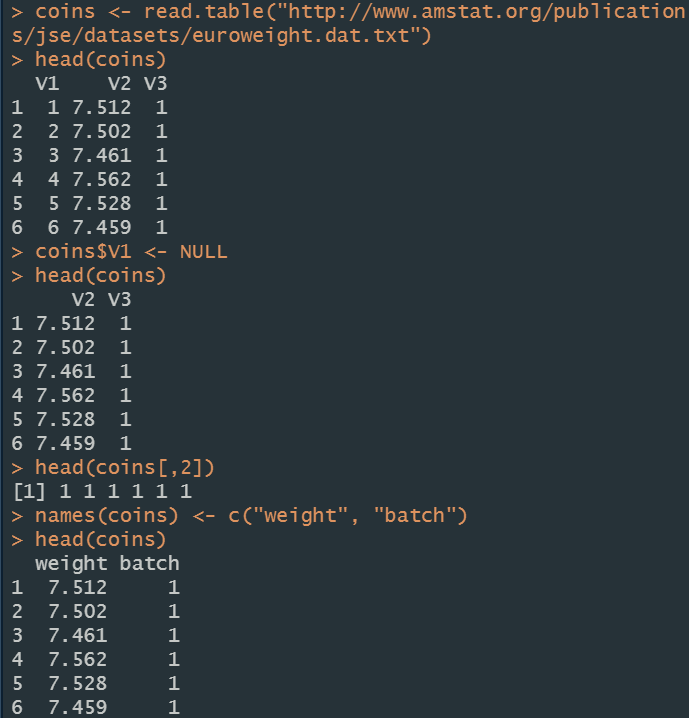 > coins <- read.table("http://www.amstat.org/publication
s/jse/datasets/euroweight.dat.txt")
> head(coins)
  V1    V2 V3
1  1 7.512  1
2  2 7.502  1
3  3 7.461  1
4  4 7.562  1
5  5 7.528  1
6  6 7.459  1
> coins$V1 <- NULL
> head(coins)
     V2 V3
1 7.512  1
2 7.502  1
3 7.461  1
4 7.562  1
5 7.528  1
6 7.459  1
> head(coins[,2])
[1] 1 1 1 1 1 1
> names(coins) <- c("weight", "batch")
> head(coins)
  weight batch
1  7.512     1
2  7.502     1
3  7.461     1
4  7.562     1
5  7.528     1
6  7.459     1